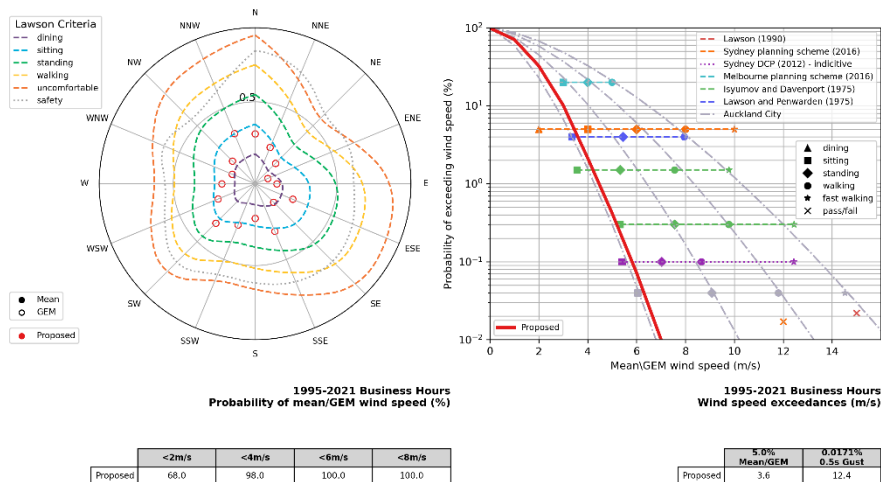 Lawson Criteria
dining
sitting
standing
walking
uncomfortable
safety
N
NNE
NE
ENE
E
ESE
SE
SSE
S
SSW
SW
WSW
W
WNW
NW
NNW
0.5
Mean
GEM
Proposed
1995-2021 Business Hours
Probability of mean/GEM wind speed (%)
<2m/s <4m/s <6m/s <8m/s
Proposed 68.0 98.0 100.0 100.0
Probability of exceeding wind speed (%)
10²
10¹
10⁰
10⁻¹
10⁻²
0 2 4 6 8 10 12 14
Mean\GEM wind speed (m/s)
Lawson (1990)
Sydney planning scheme (2016)
Sydney DCP (2012) - Indicitive
Melbourne planning scheme (2016)
Isyumov and Davenport (1975)
Lawson and Penwarden (1975)
Auckland City
dining
sitting
standing
walking
fast walking
pass/fail
Proposed
1995-2021 Business Hours
Wind speed exceedances (m/s)
5.0% 0.0171%
Mean/GEM 0.5s Gust
Proposed 3.6 12.4